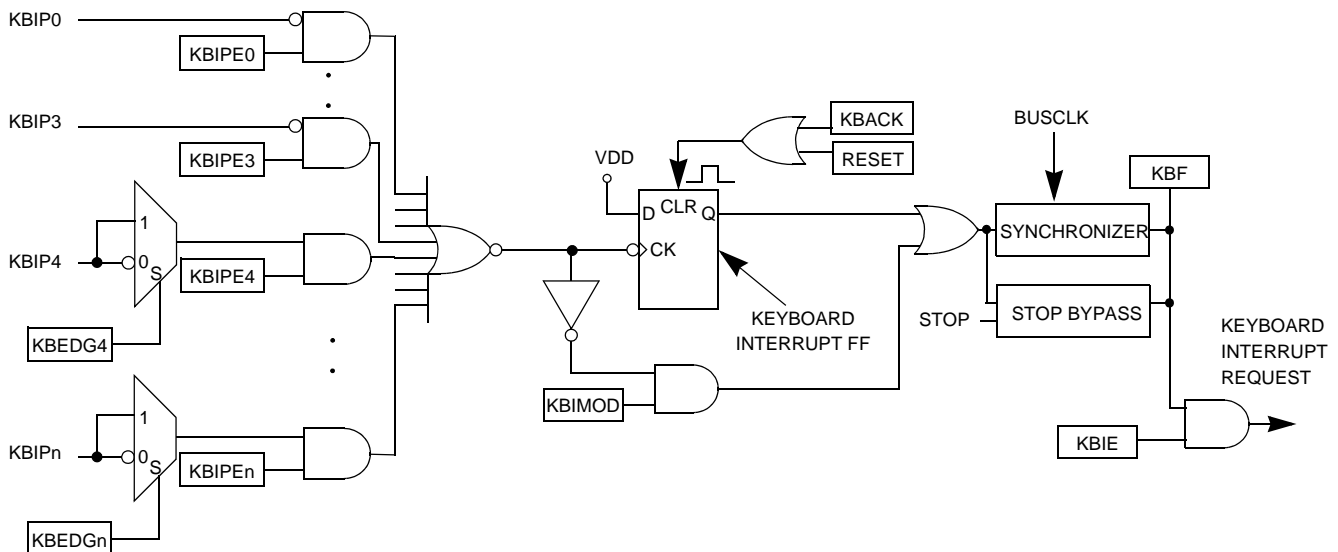 KBIP0
KBIPE0
KBIP3
KBIPE3
1
0
S
KBIP4
KBIPE4
KBEDG4
1
0
S
KBIPn
KBIPEn
KBEDGn
VDD
D CLR Q
CK
KBACK
RESET
KEYBOARD
INTERRUPT FF
KBIMOD
BUSCLK
SYNCHRONIZER
KBF
STOP
STOP BYPASS
KBIE
KEYBOARD
INTERRUPT
REQUEST